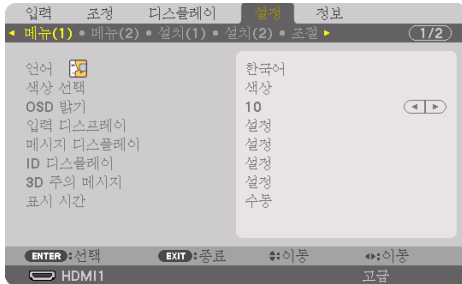 입력 조정 디스플레이 설정 정보
메뉴(1) • 메뉴(2) • 설치(1) • 설치(2) • 조절 1/2
언어 한국어
색상 선택 색상
OSD 밝기 10
입력 디스프레이 설정
메시지 디스플레이 설정
ID 디스플레이 설정
3D 주의 메시지 설정
표시 시간 수동
ENTER :선택 EXIT :종료 :이동 :이동
HDMI1 고급